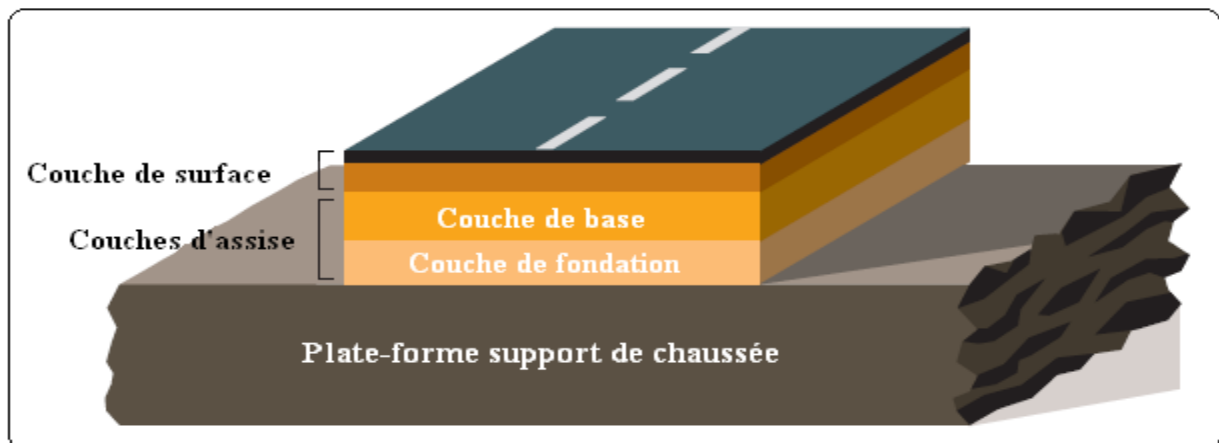 Couche de surface
Couche de base
Couches d'assise
Couche de fondation
Plate-forme support de chaussée